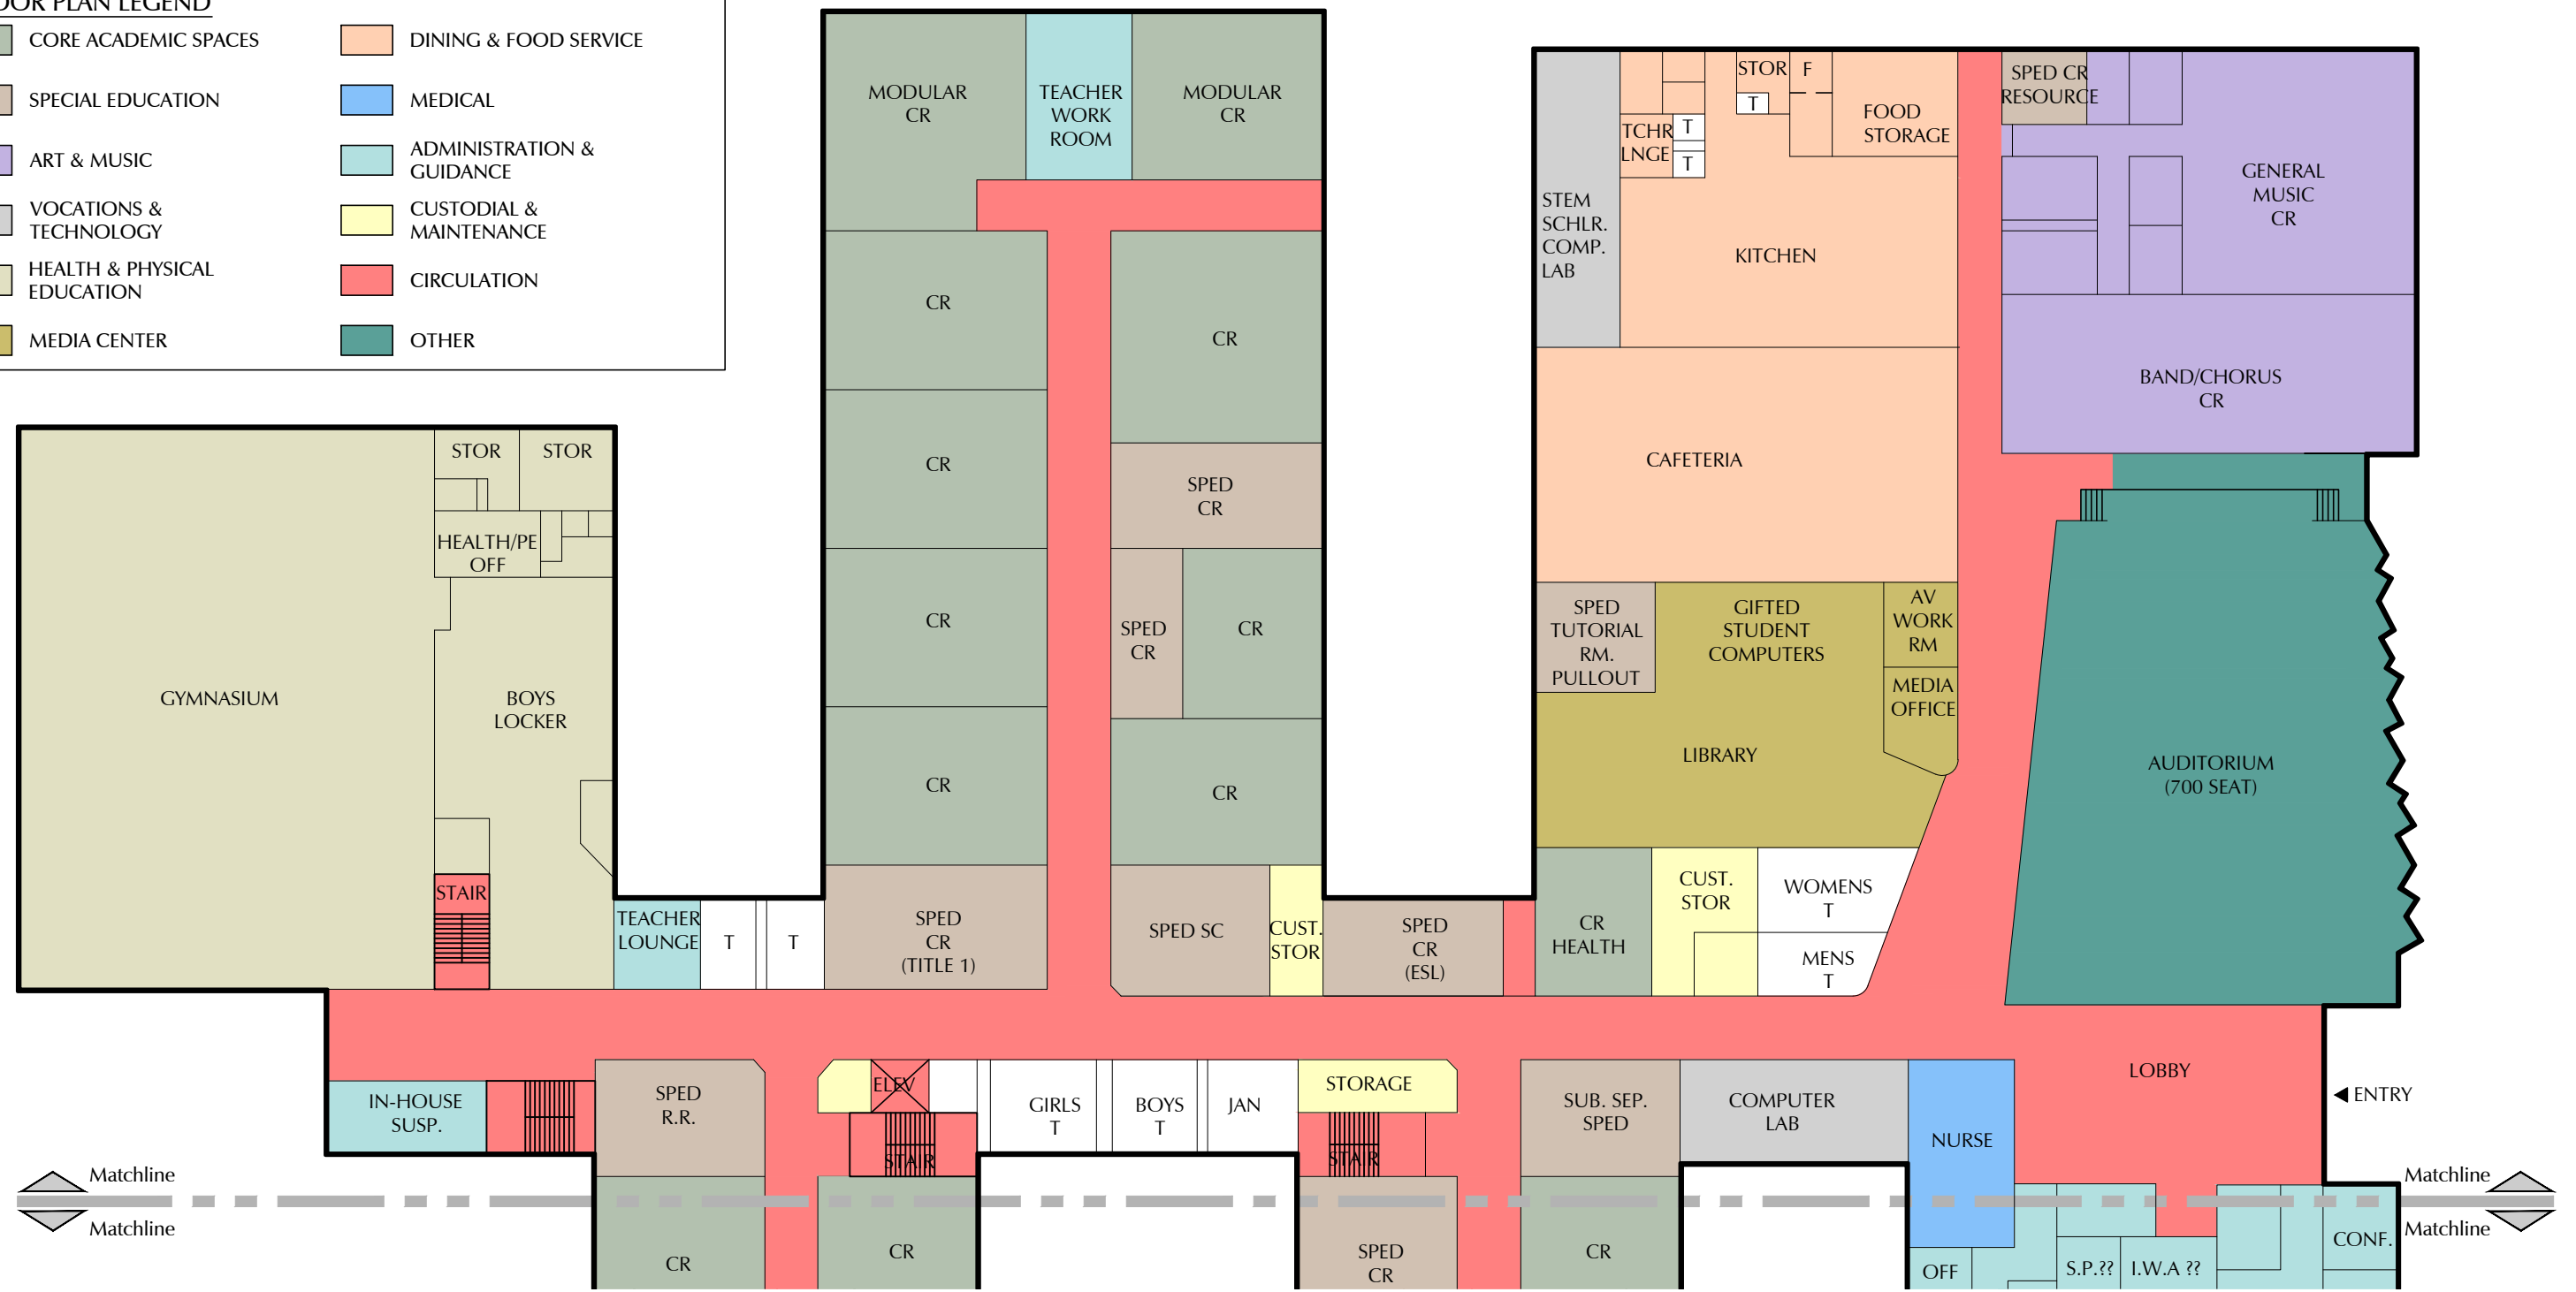 FLOOR PLAN LEGEND
CORE ACADEMIC SPACES
SPECIAL EDUCATION
ART & MUSIC
VOCATIONS &
TECHNOLOGY
HEALTH & PHYSICAL
EDUCATION
MEDIA CENTER
DINING & FOOD SERVICE
MEDICAL
ADMINISTRATION &
GUIDANCE
CUSTODIAL &
MAINTENANCE
CIRCULATION
OTHER
MODULAR
CR
TEACHER
WORK
ROOM
MODULAR
CR
CR
CR
CR
CR
CR
SPED
CR
SPED
CR
CR
CR
SPED
CR
(TITLE 1)
SPED SC
CUST.
STOR
SPED
CR
(ESL)
STOR
STOR
HEALTH/PE
OFF
GYMNASIUM
BOYS
LOCKER
STAIR
TEACHER
LOUNGE
T
T
STEM
SCHLR.
COMP.
LAB
TCHR
LNGE
T
T
STOR
T
F
FOOD
STORAGE
KITCHEN
CAFETERIA
SPED CR
RESOURCE
GENERAL
MUSIC
CR
BAND/CHORUS
CR
SPED
TUTORIAL
RM.
PULLOUT
GIFTED
STUDENT
COMPUTERS
AV
WORK
RM
MEDIA
OFFICE
LIBRARY
AUDITORIUM
(700 SEAT)
CR
HEALTH
CUST.
STOR
WOMENS
T
MENS
T
IN-HOUSE
SUSP.
SPED
R.R.
ELEV
STAIR
GIRLS
T
BOYS
T
JAN
STORAGE
STAIR
SUB. SEP.
SPED
COMPUTER
LAB
NURSE
LOBBY
ENTRY
Matchline
Matchline
Matchline
Matchline
CR
CR
SPED
CR
CR
OFF
S.P.??
I.W.A ??
CONF.